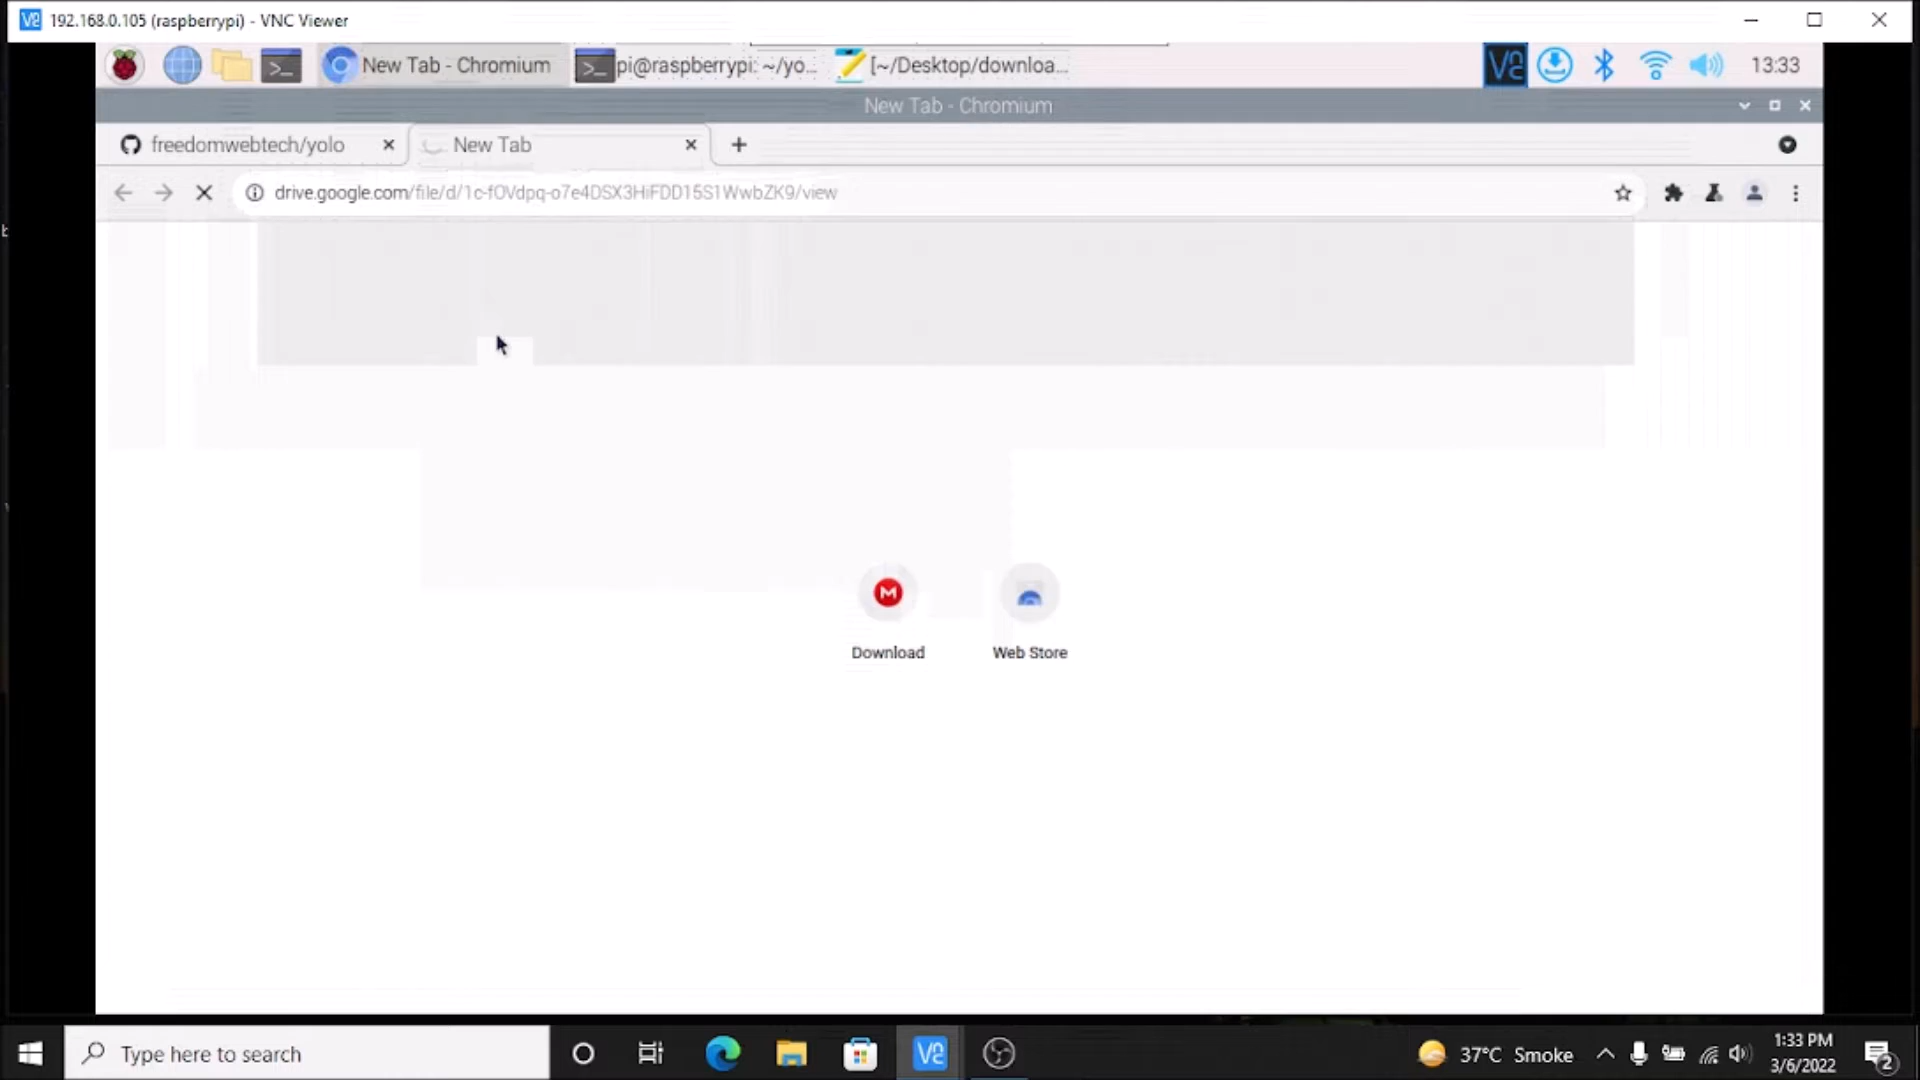 192.168.0.105 (raspberrypi) - VNC Viewer
New Tab - Chromium
pi@raspberrypi: ~/yo...
[~/Desktop/downloa...
13:33
New Tab - Chromium
freedomwebtech/yolo
New Tab
drive.google.com/file/d/1c-fOVdpq-o7e4DSX3HiFDD15S1WwbZK9/view
Download
Web Store
Type here to search
37°C Smoke
1:33 PM
3/6/2022
2